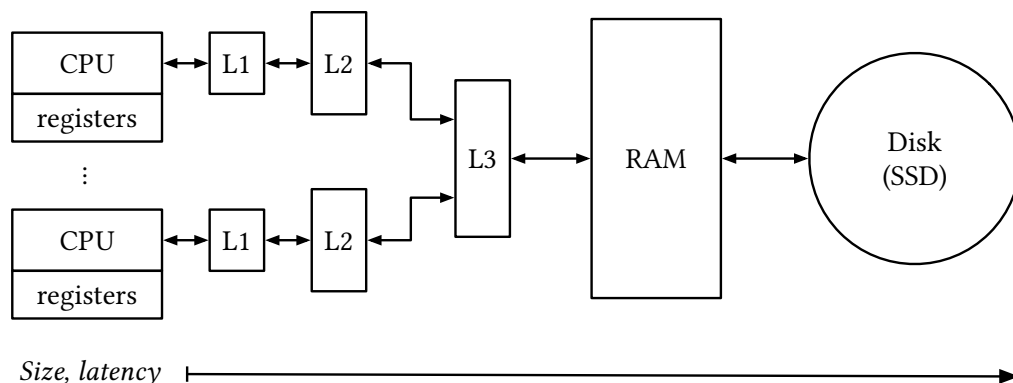 CPU
L1
L2
registers
L3
RAM
Disk
(SSD)
⋮
CPU
L1
L2
registers
Size, latency